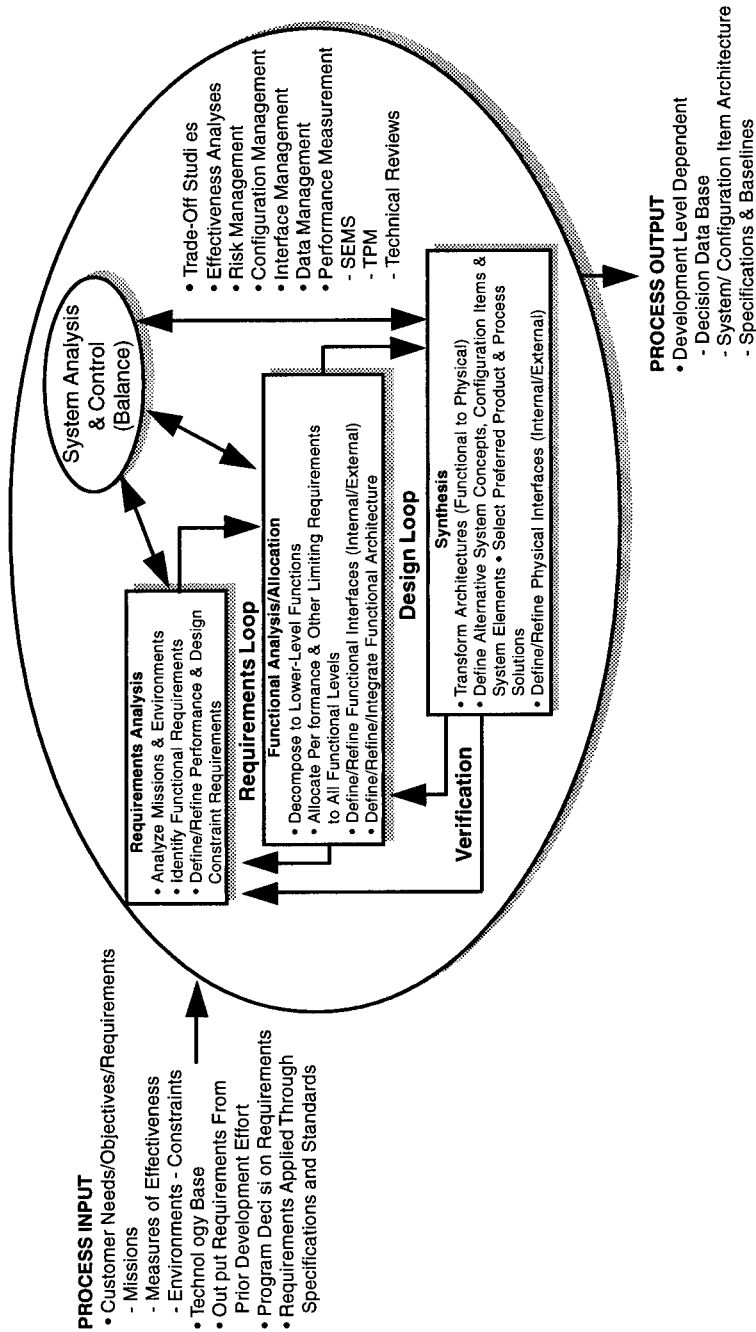 PROCESS INPUT
• Customer Needs/Objectives/Requirements
- Missions
- Measures of Effectiveness
- Environments - Constraints
• Technol ogy Base
• Out put Requirements From
Prior Development Effort
• Program Deci si on Requirements
• Requirements Applied Through
Specifications and Standards
System Analysis
& Control
(Balance)
Requirements Analysis
• Analyze Missions & Environments
• Identify Functional Requirements
• Define/Refine Performance & Design
Constraint Requirements
Requirements Loop
Functional Analysis/Allocation
• Decompose to Lower-Level Functions
• Allocate Per formance & Other Limiting Requirements
to All Functional Levels
• Define/Refine Functional Interfaces (Internal/External)
• Define/Refine/Integrate Functional Architecture
Design Loop
Synthesis
• Transform Architectures (Functional to Physical)
• Define Alternative System Concepts, Configuration Items &
System Elements • Select Preferred Product & Process
Solutions
• Define/Refine Physical Interfaces (Internal/External)
Verification
• Trade-Off Studi es
• Effectiveness Analyses
• Risk Management
• Configuration Management
• Interface Management
• Data Management
• Performance Measurement
- SEMS
- TPM
- Technical Reviews
PROCESS OUTPUT
• Development Level Dependent
- Decision Data Base
- System/ Configuration Item Architecture
- Specifications & Baselines